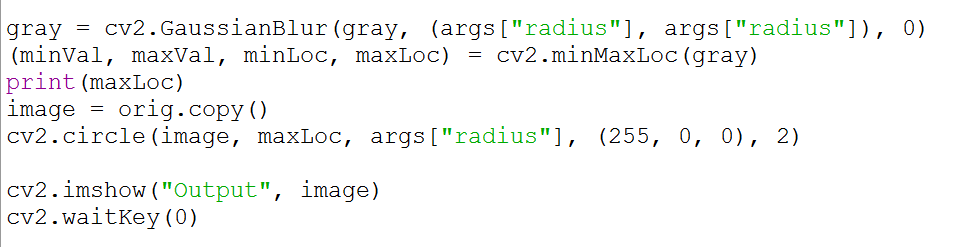 gray = cv2.GaussianBlur(gray, (args["radius"], args["radius"]), 0)
(minVal, maxVal, minLoc, maxLoc) = cv2.minMaxLoc(gray)
print(maxLoc)
image = orig.copy()
cv2.circle(image, maxLoc, args["radius"], (255, 0, 0), 2)

cv2.imshow("Output", image)
cv2.waitKey(0)